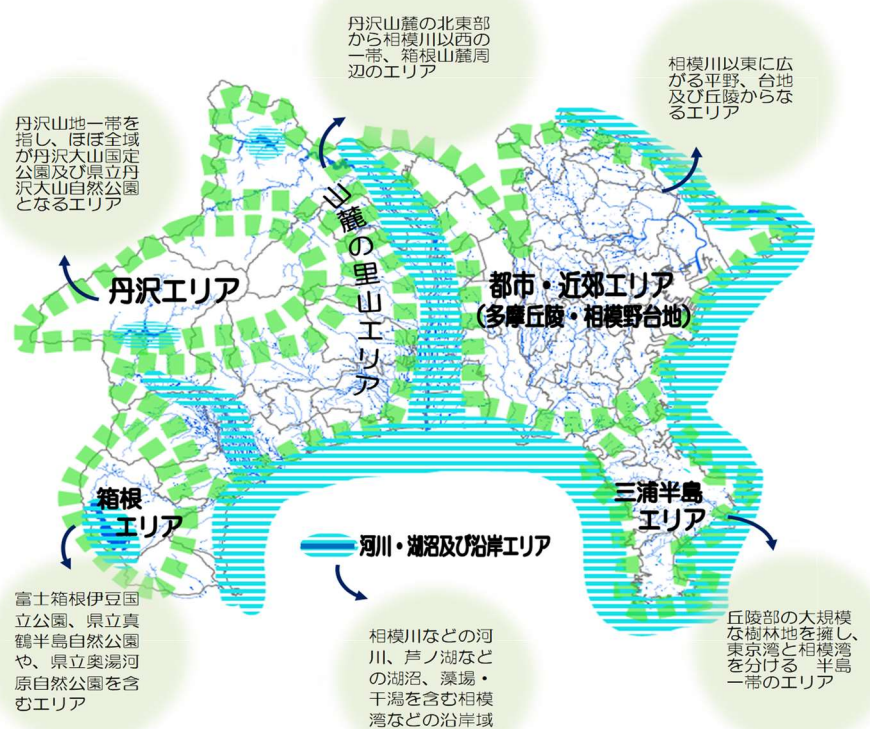 丹沢山麓の北東部
から相模川以西の
一帯、箱根山麓周
辺のエリア
相模川以東に広
がる平野、台地
及び丘陵からな
るエリア
丹沢山地一帯を
指し、ほぼ全域
が丹沢大山国定
公園及び県立丹
沢大山自然公園
となるエリア
山麓の里山エリア
丹沢エリア
都市・近郊エリア
(多摩丘陵・相模野台地)
箱根
エリア
三浦半島
エリア
河川・湖沼及び沿岸エリア
富士箱根伊豆国
立公園、県立真
鶴半島自然公園
や、県立奥湯河
原自然公園を含
むエリア
相模川などの河
川、芦ノ湖など
の湖沼、藻場・
干潟を含む相模
湾などの沿岸域
丘陵部の大規模
な樹林地を擁し、
東京湾と相模湾
を分ける 半島
一帯のエリア